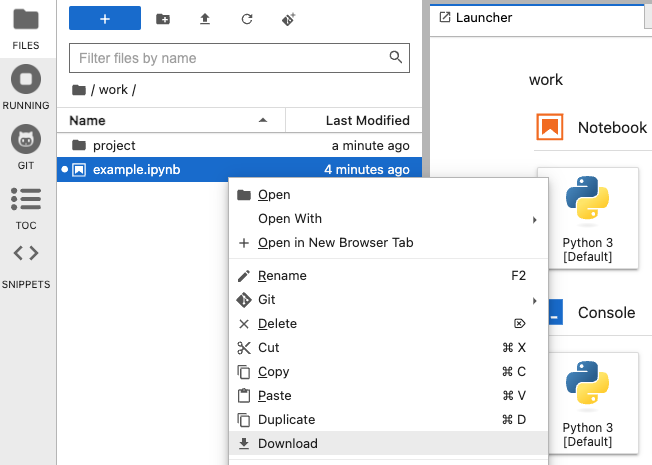 FILES
RUNNING
GIT
TOC
SNIPPETS
+
Filter files by name
/ work /
Name Last Modified
project a minute ago
example.ipynb 4 minutes ago
Open
Open With
Open in New Browser Tab
Rename F2
Git
Delete
Cut ⌘ X
Copy ⌘ C
Paste ⌘ V
Duplicate ⌘ D
Download
Launcher
work
Notebook
Python 3
[Default]
Console
Python 3
[Default]